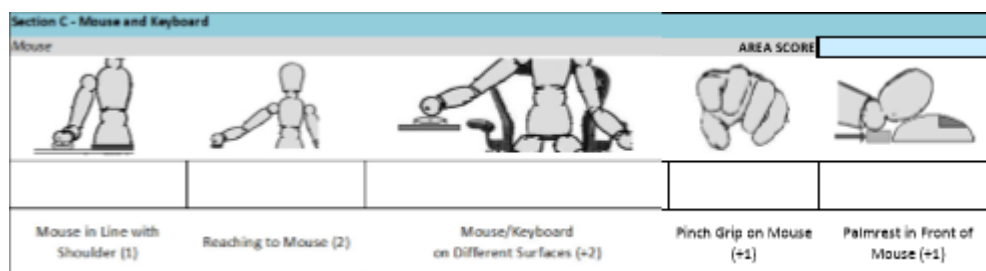 Section C - Mouse and Keyboard
Mouse AREA SCORE
Mouse in Line with
Shoulder (1)
Reaching to Mouse (2)
Mouse/Keyboard
on Different Surfaces (+2)
Pinch Grip on Mouse
(+1)
Palmrest in Front of
Mouse (+1)